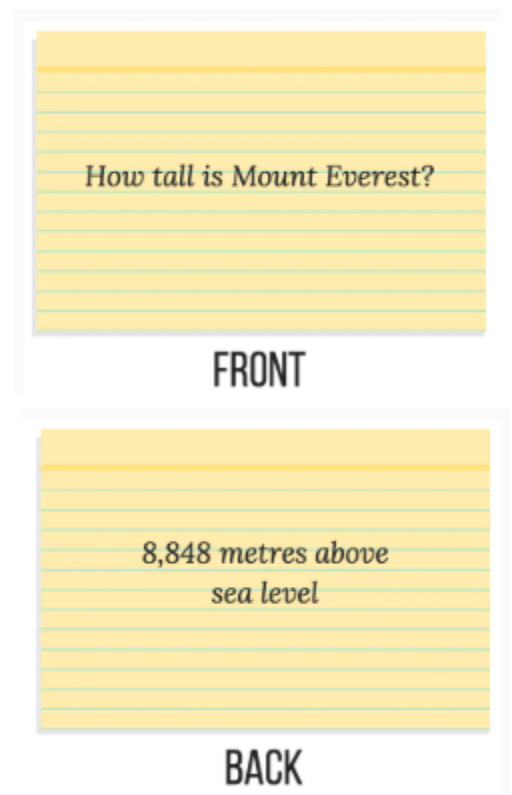 How tall is Mount Everest?
FRONT
8,848 metres above
sea level
BACK